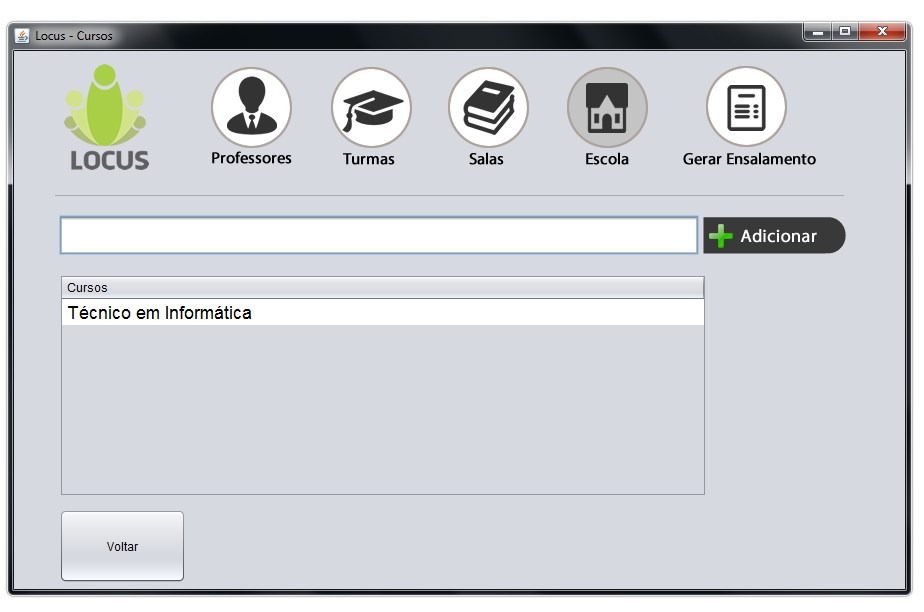 Locus - Cursos
LOCUS
Professores
Turmas
Salas
Escola
Gerar Ensalamento
Adicionar
Cursos
Técnico em Informática
Voltar